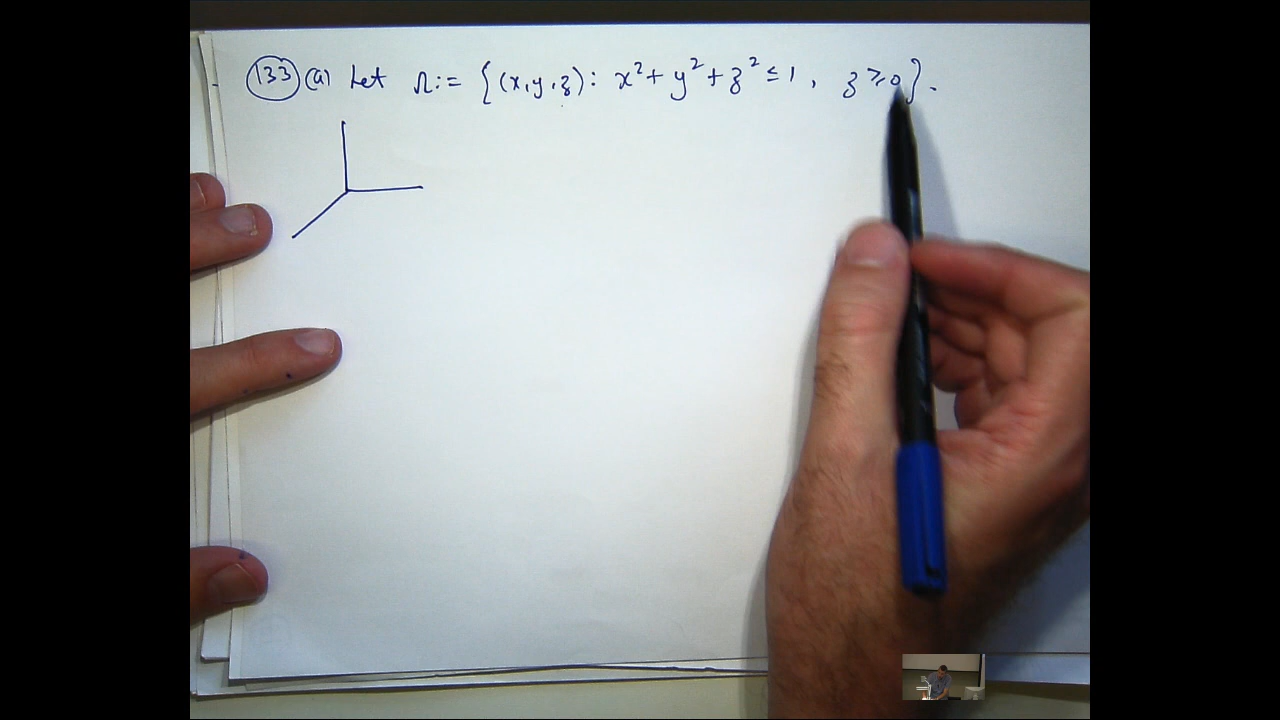 133 (a) Let Ω := {(x,y,z): x²+y²+z² ≤ 1, z ≥ 0}.